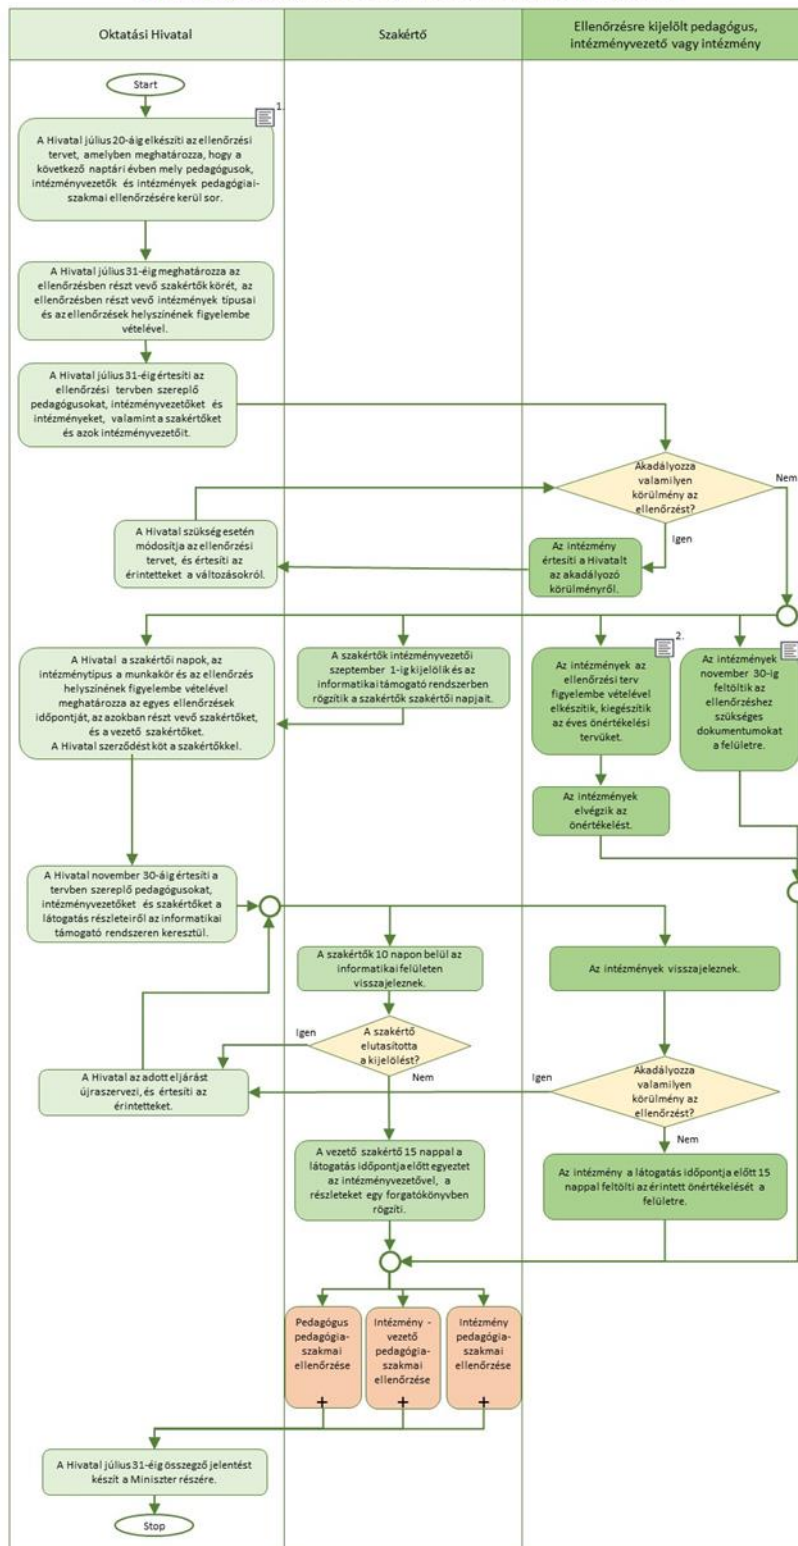 Oktatási Hivatal
Szakértő
Ellenőrzésre kijelölt pedagógus,
intézményvezető vagy intézmény
Start
1.
A Hivatal július 20-áig elkészíti az ellenőrzési
tervet, amelyben meghatározza, hogy a
következő naptári évben mely pedagógusok,
intézményvezetők és intézmények pedagógiai-
szakmai ellenőrzésére kerül sor.
A Hivatal július 31-éig meghatározza az
ellenőrzésben részt vevő szakértők körét, az
ellenőrzésben részt vevő intézmények típusai
és az ellenőrzések helyszínének figyelembe
vételével.
A Hivatal július 31-éig értesíti az
ellenőrzési tervben szereplő
pedagógusokat, intézményvezetőket és
intézményeket, valamint a szakértőket
és azok intézményvezetőit.
Akadályozza
valamilyen
körülmény az
ellenőrzést?
Nem
Igen
Az intézmény
értesíti a Hivatalt
az akadályozó
körülményről.
A Hivatal szükség esetén
módosítja az ellenőrzési
tervet, és értesíti az
érintetteket a változásokról.
A Hivatal a szakértői napok, az
intézménytípus a munkakör és az ellenőrzés
helyszínének figyelembe vételével
meghatározza az egyes ellenőrzések
időpontját, az azokban részt vevő szakértőket,
és a vezető szakértőket.
A Hivatal szerződést köt a szakértőkkel.
A szakértők intézményvezetői
szeptember 1-ig kijelölik és az
informatikai támogató rendszerben
rögzítik a szakértők szakértői napjait.
2.
Az intézmények az
ellenőrzési terv
figyelembe vételével
elkészítik, kiegészítik
az éves önértékelési
tervüket.
Az intézmények
november 30-ig
feltöltik az
ellenőrzéshez
szükséges
dokumentumokat
a felületre.
Az intézmények
elvégzik az
önértékelést.
A Hivatal november 30-áig értesíti a
tervben szereplő pedagógusokat,
intézményvezetőket és szakértőket a
látogatás részleteiről az informatikai
támogató rendszeren keresztül.
A szakértők 10 napon belül az
informatikai felületen
visszajeleznek.
Az intézmények visszajeleznek.
Igen
A szakértő
elutasította
a kijelölést?
Nem
Igen
Akadályozza
valamilyen
körülmény az
ellenőrzést?
Nem
A Hivatal az adott eljárást
újraszervezi, és értesíti az
érintetteket.
A vezető szakértő 15 nappal a
látogatás időpontja előtt egyeztet
az intézményvezetővel, a
részleteket egy forgatókönyvben
rögzíti.
Az intézmény a látogatás időpontja előtt 15
nappal feltölti az érintett önértékelését a
felületre.
Pedagógus
pedagógia-
szakmai
ellenőrzése
Intézmény -
vezető
pedagógia-
szakmai
ellenőrzése
Intézmény
pedagógia-
szakmai
ellenőrzése
A Hivatal július 31-éig összegző jelentést
készít a Miniszter részére.
Stop